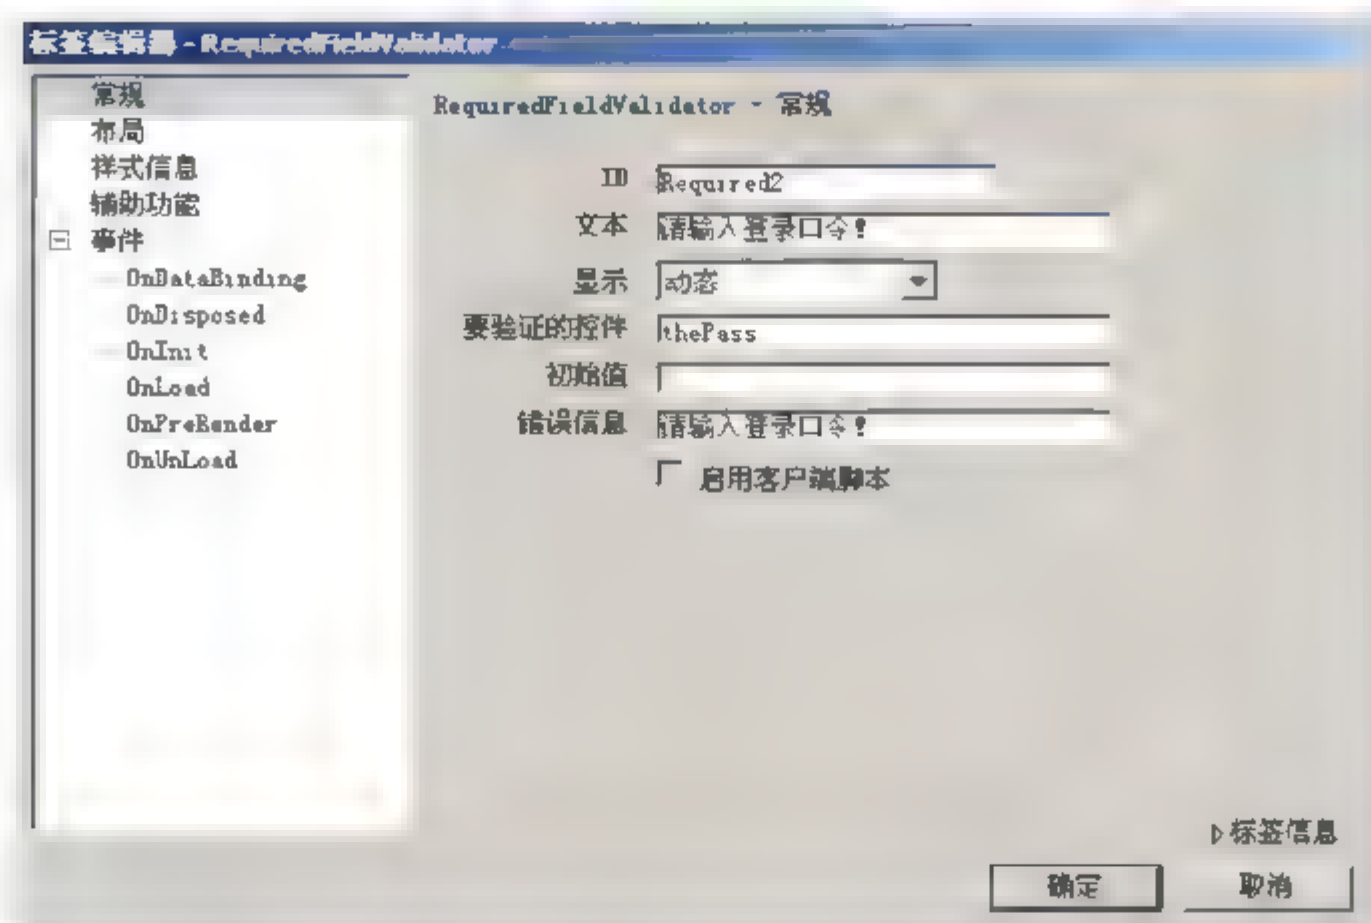 标签编辑器 - RequiredFieldValidator
常规
布局
样式信息
辅助功能
事件
OnDataBinding
OnDisposed
OnInit
OnLoad
OnPreRender
OnUnLoad
RequiredFieldValidator - 常规
ID Required2
文本 请输入登录口令!
显示 动态
要验证的控件 thePass
初始值
错误信息 请输入登录口令!
启用客户端脚本
标签信息
确定 取消